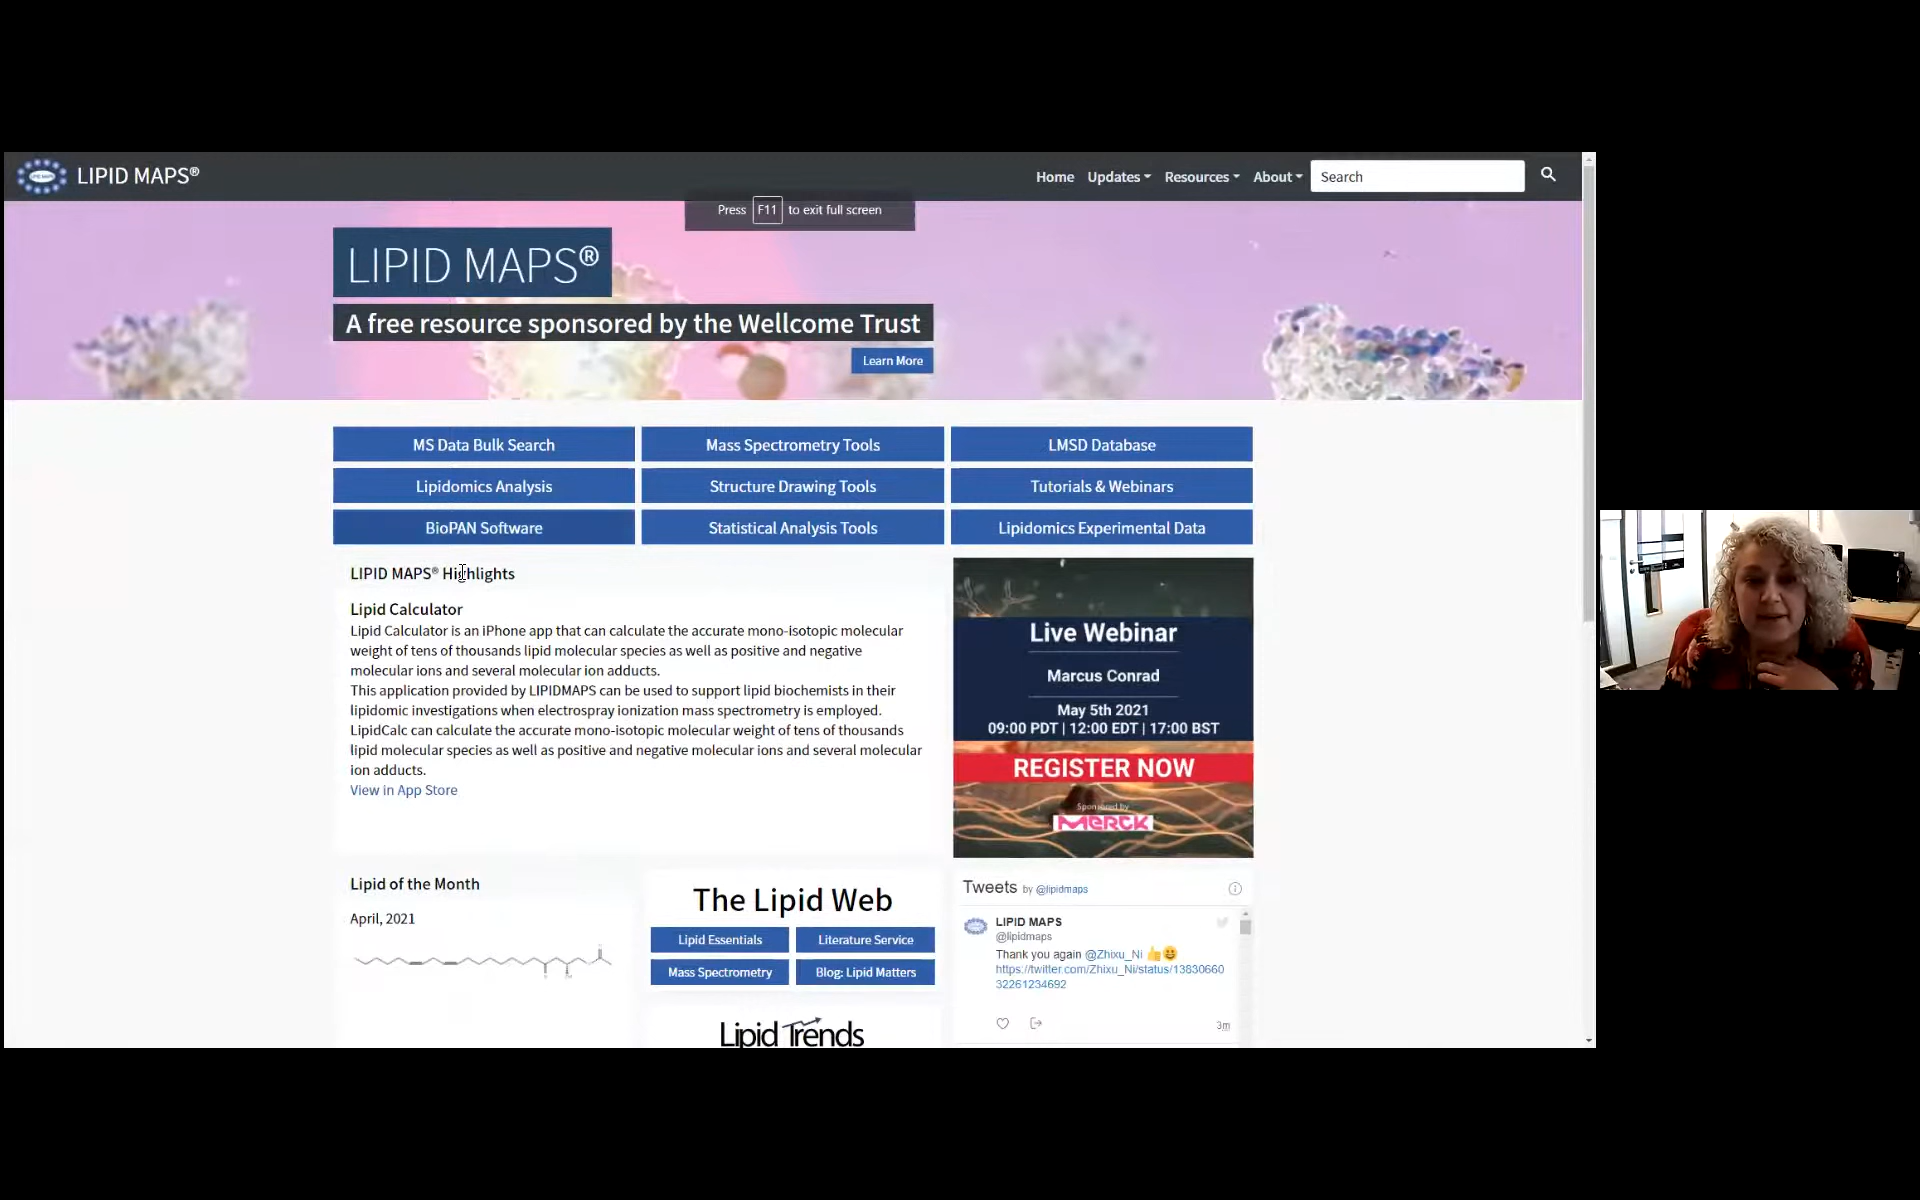 LIPID MAPS®
Home
Updates
Resources
About
Search
Press F11 to exit full screen
LIPID MAPS®
A free resource sponsored by the Wellcome Trust
Learn More
MS Data Bulk Search
Mass Spectrometry Tools
LMSD Database
Lipidomics Analysis
Structure Drawing Tools
Tutorials & Webinars
BioPAN Software
Statistical Analysis Tools
Lipidomics Experimental Data
LIPID MAPS® Highlights
Lipid Calculator
Lipid Calculator is an iPhone app that can calculate the accurate mono-isotopic molecular
weight of tens of thousands lipid molecular species as well as positive and negative
molecular ions and several molecular ion adducts.
This application provided by LIPIDMAPS can be used to support lipid biochemists in their
lipidomic investigations when electrospray ionization mass spectrometry is employed.
LipidCalc can calculate the accurate mono-isotopic molecular weight of tens of thousands
lipid molecular species as well as positive and negative molecular ions and several molecular
ion adducts.
View in App Store
Live Webinar
Marcus Conrad
May 5th 2021
09:00 PDT | 12:00 EDT | 17:00 BST
REGISTER NOW
Sponsored by
MERCK
Lipid of the Month
April, 2021
The Lipid Web
Lipid Essentials
Literature Service
Mass Spectrometry
Blog: Lipid Matters
Lipid Trends
Tweets by @lipidmaps
LIPID MAPS
@lipidmaps
Thank you again @Zhixu_Ni 👍😀
https://twitter.com/Zhixu_Ni/status/13830660
32261234692
3m